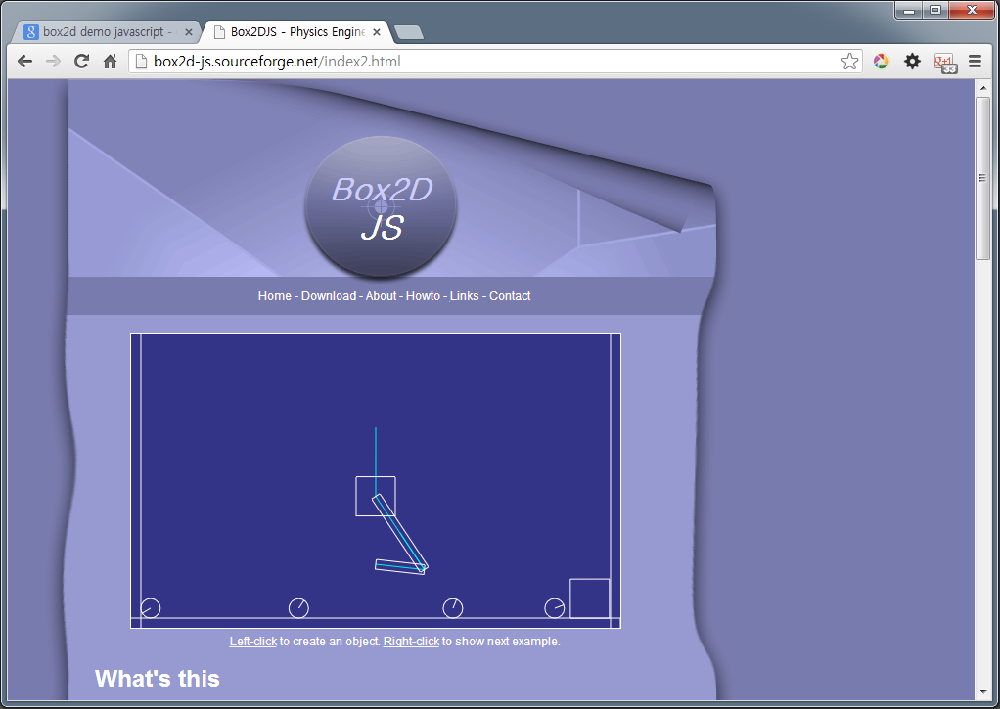 box2d demo javascript -
Box2DJS - Physics Engine
box2d-js.sourceforge.net/index2.html
33
Box2D
JS
Home - Download - About - Howto - Links - Contact
Left-click to create an object. Right-click to show next example.
What's this